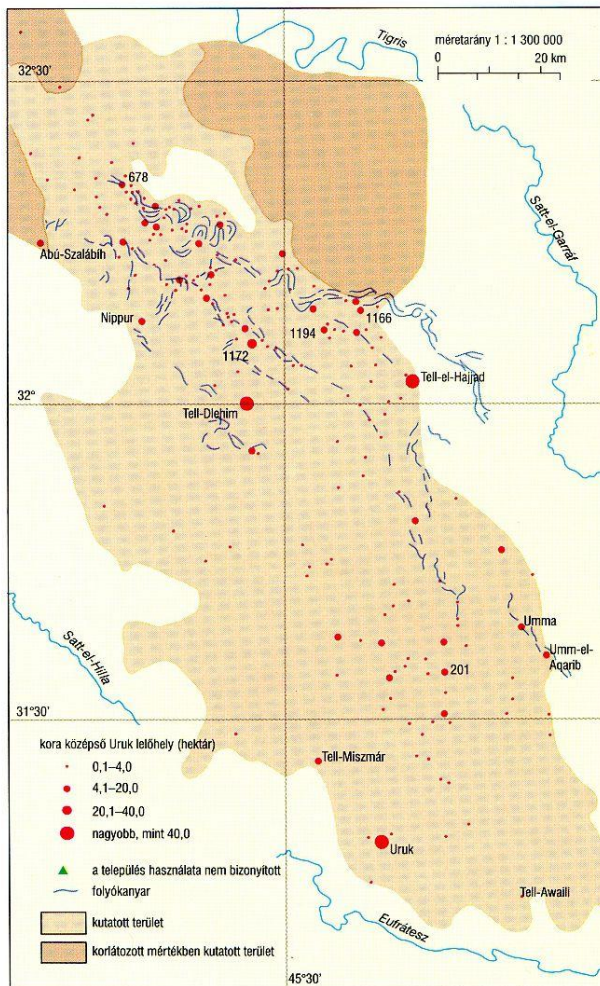 Tigris
méretarány 1 : 1 300 000
0 20 km
32°30'
Satt-el-Garráf
678
Abú-Szalábíh
Nippur
1194
1166
1172
Tell-el-Hajjad
32°
Tell-Dlehim
Umma
Umm-el-
Aqarib
Satt-el-Hilla
201
31°30'
kora középső Uruk lelőhely (hektár)
0,1–4,0
4,1–20,0
20,1–40,0
nagyobb, mint 40,0
Tell-Miszmár
Uruk
a település használata nem bizonyított
folyókanyar
Tell-Awaili
kutatott terület
Eufrátesz
korlátozott mértékben kutatott terület
45°30'